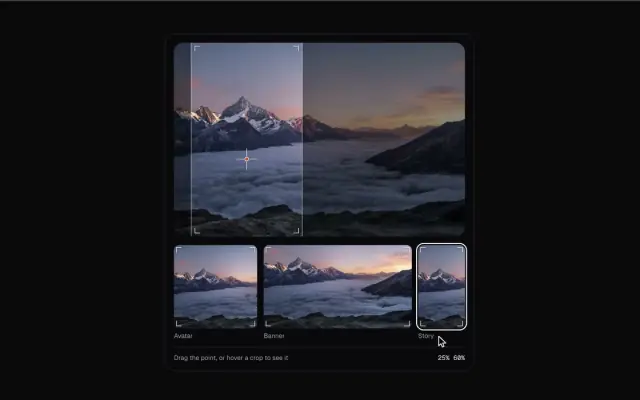 Avatar
Banner
Story
Drag the point, or hover a crop to see it
25% 60%